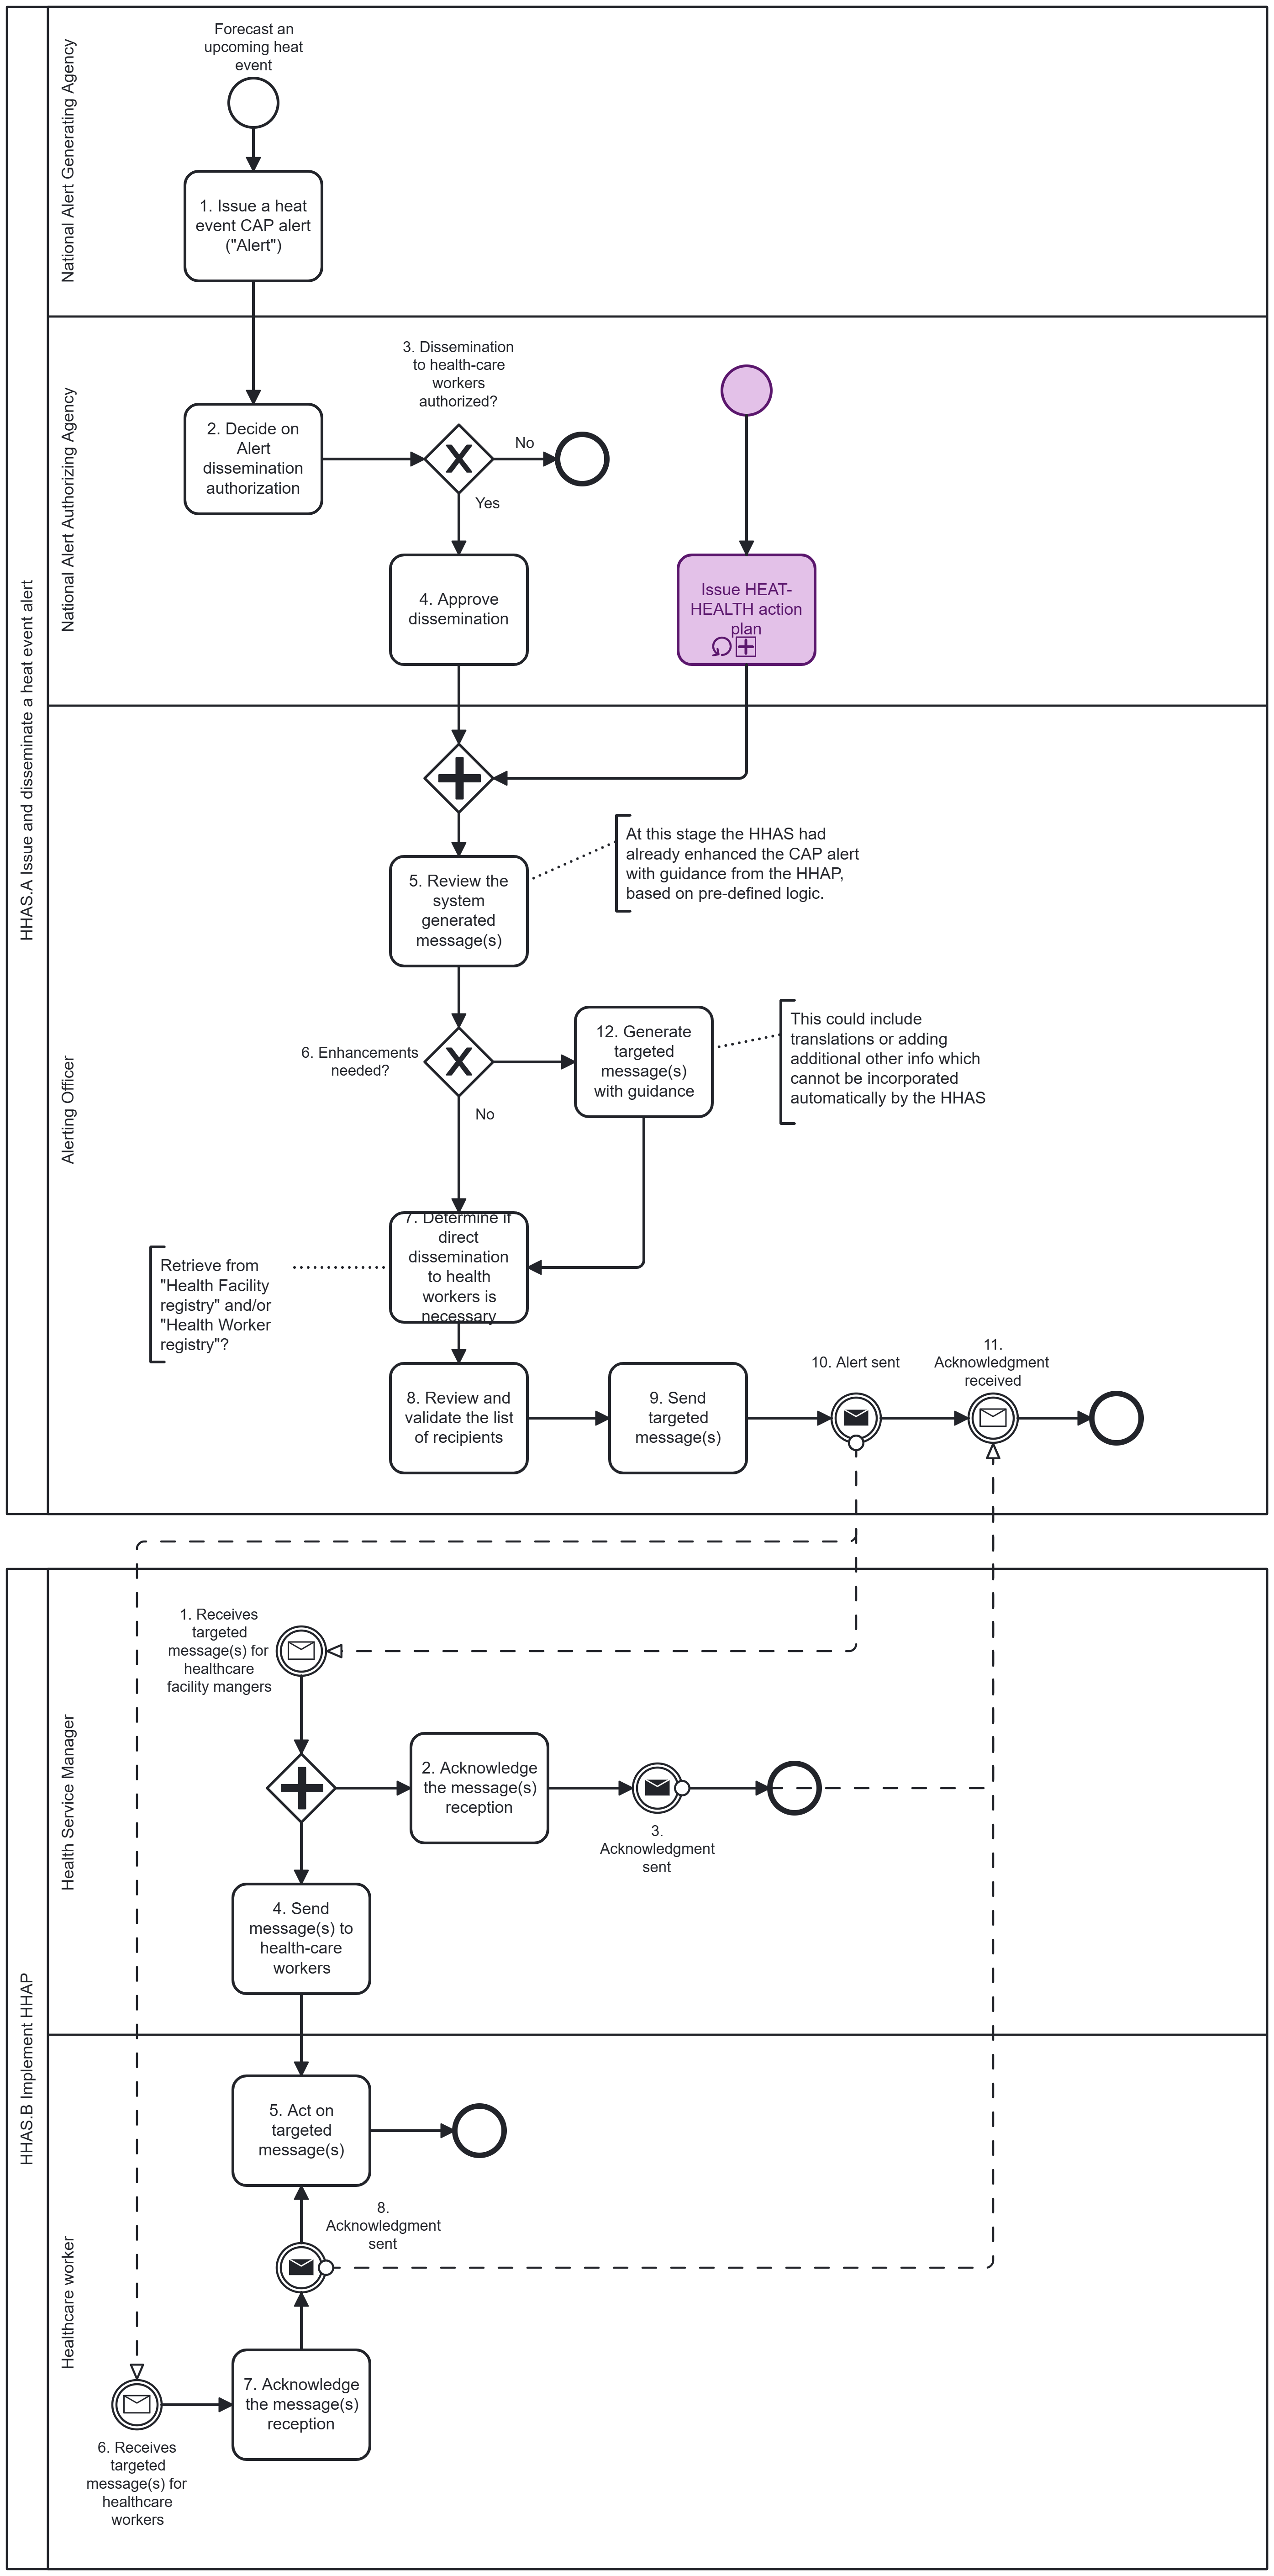 HHAS.A Issue and disseminate a heat event alert
National Alert Generating Agency
Forecast an
upcoming heat
event
1. Issue a heat
event CAP alert
("Alert")
National Alert Authorizing Agency
2. Decide on
Alert
dissemination
authorization
3. Dissemination
to health-care
workers
authorized?
No
Yes
4. Approve
dissemination
Issue HEAT-
HEALTH action
plan
Alerting Officer
5. Review the
system
generated
message(s)
At this stage the HHAS had
already enhanced the CAP alert
with guidance from the HHAP,
based on pre-defined logic.
6. Enhancements
needed?
No
12. Generate
targeted
message(s)
with guidance
This could include
translations or adding
additional other info which
cannot be incorporated
automatically by the HHAS
7. Determine if
direct
dissemination
to health
workers is
necessary
Retrieve from
"Health Facility
registry" and/or
"Health Worker
registry"?
8. Review and
validate the list
of recipients
9. Send
targeted
message(s)
10. Alert sent
11.
Acknowledgment
received
HHAS.B Implement HHAP
Health Service Manager
1. Receives
targeted
message(s) for
healthcare
facility mangers
2. Acknowledge
the message(s)
reception
3.
Acknowledgment
sent
4. Send
message(s) to
health-care
workers
Healthcare worker
5. Act on
targeted
message(s)
8.
Acknowledgment
sent
7. Acknowledge
the message(s)
reception
6. Receives
targeted
message(s) for
healthcare
workers